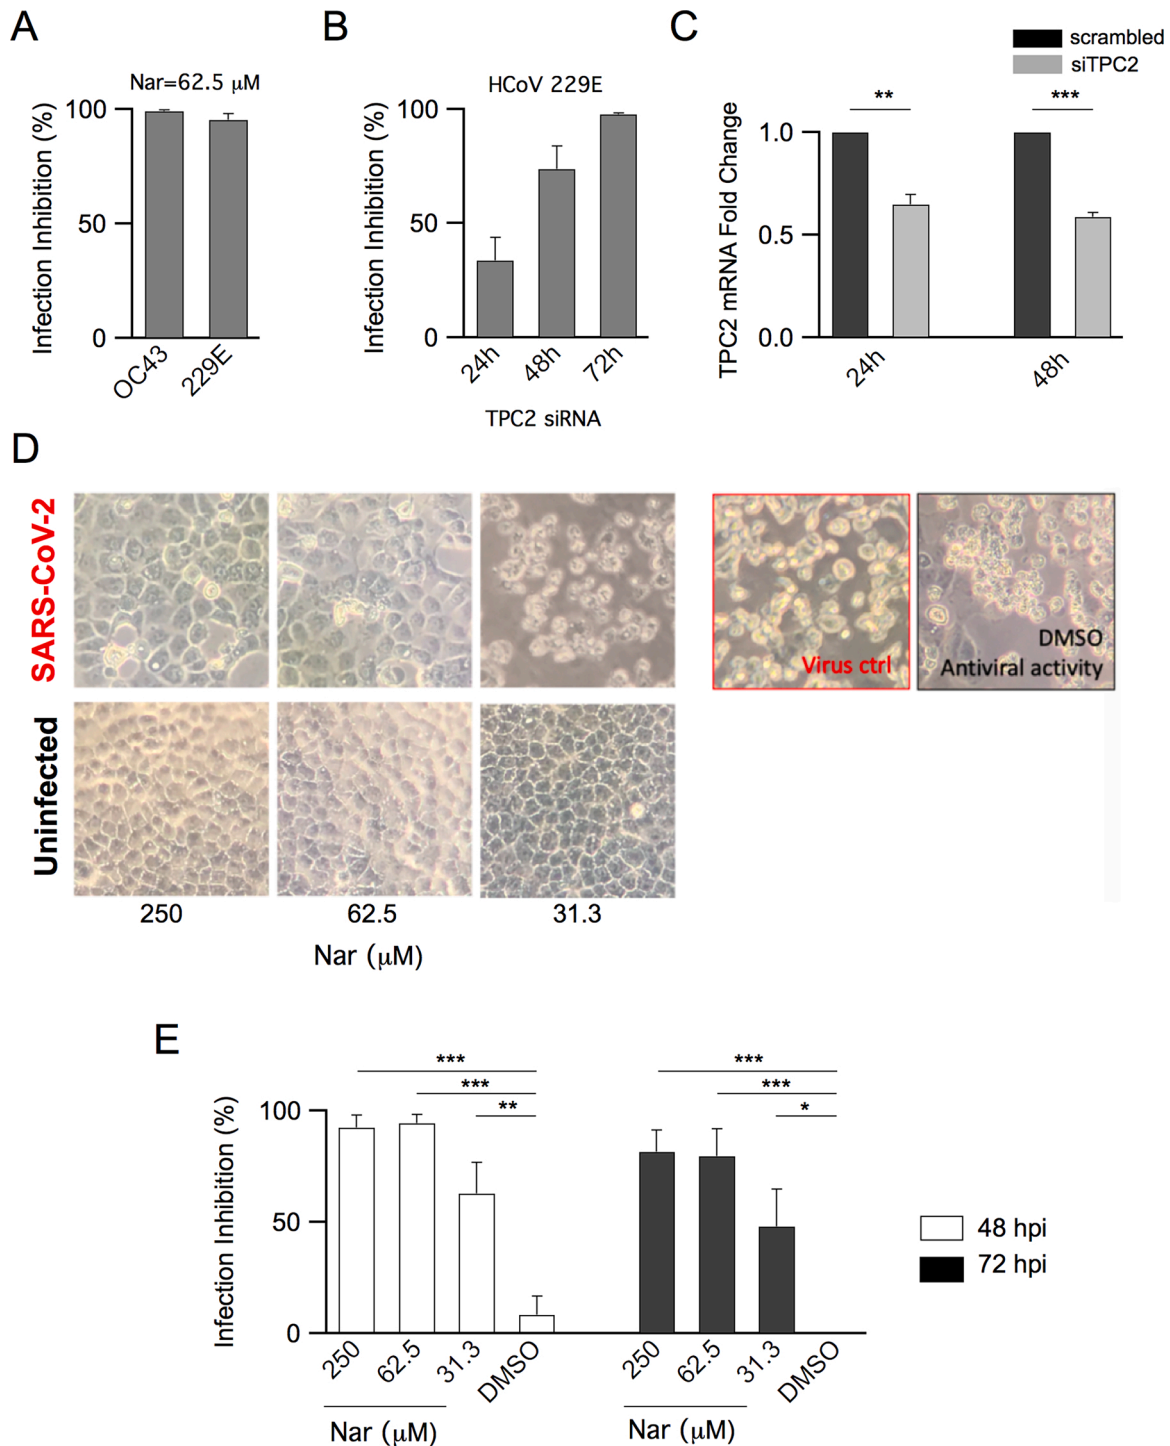 A
B
C
scrambled
siTPC2
Nar=62.5 μM
HCoV 229E
** ***
Infection Inhibition (%)
100
50
0
OC43 229E
Infection Inhibition (%)
100
50
0
24h 48h 72h
TPC2 siRNA
TPC2 mRNA Fold Change
1.0
0.5
0.0
24h 48h
D
SARS-CoV-2
Virus ctrl
DMSO
Antiviral activity
Uninfected
250 62.5 31.3
Nar (μM)
E
*** ***
*** ***
** *
Infection Inhibition (%)
100
50
0
48 hpi
72 hpi
250 62.5 31.3 DMSO 250 62.5 31.3 DMSO
Nar (μM) Nar (μM)